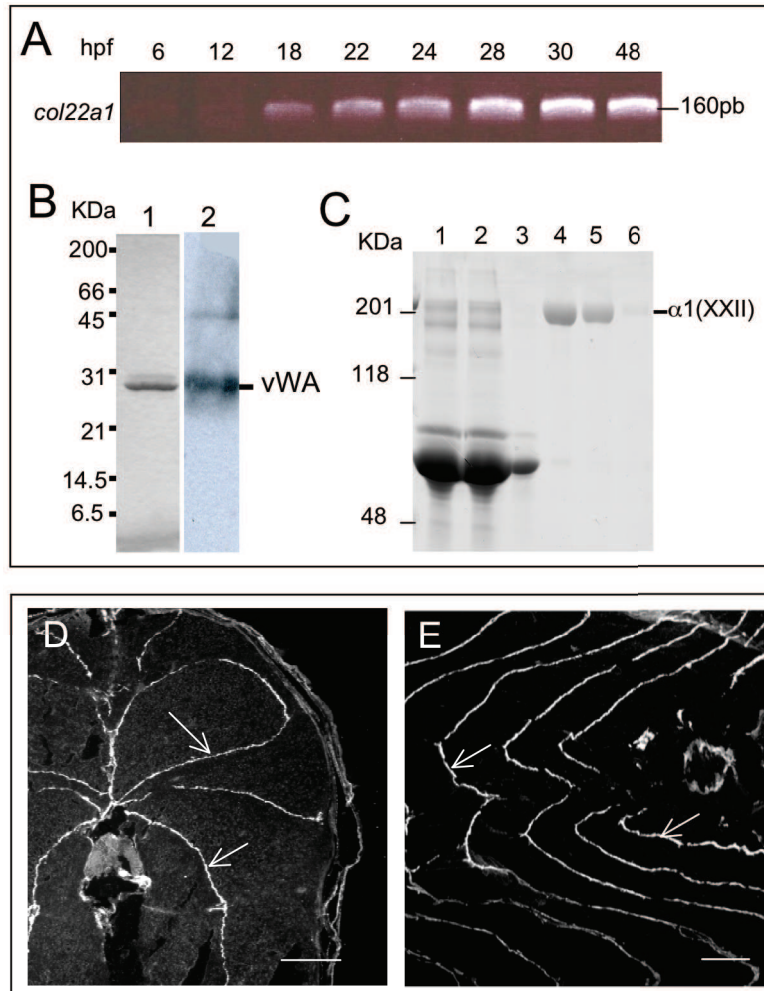 A
hpf 6 12 18 22 24 28 30 48
col22a1
160pb
B
KDa 1 2
200
66
45
31
vWA
21
14.5
6.5
C
KDa 1 2 3 4 5 6
201 α1(XXII)
118
48
D
E